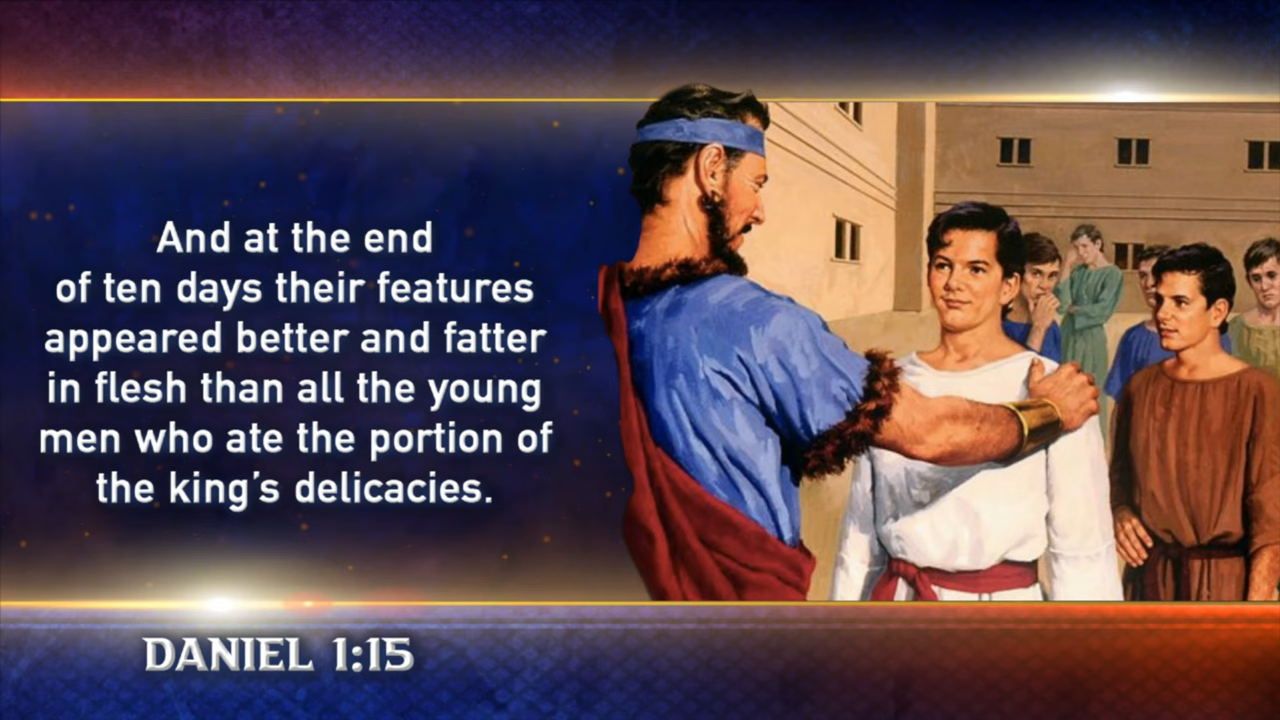 And at the end
of ten days their features
appeared better and fatter
in flesh than all the young
men who ate the portion of
the king’s delicacies.
DANIEL 1:15